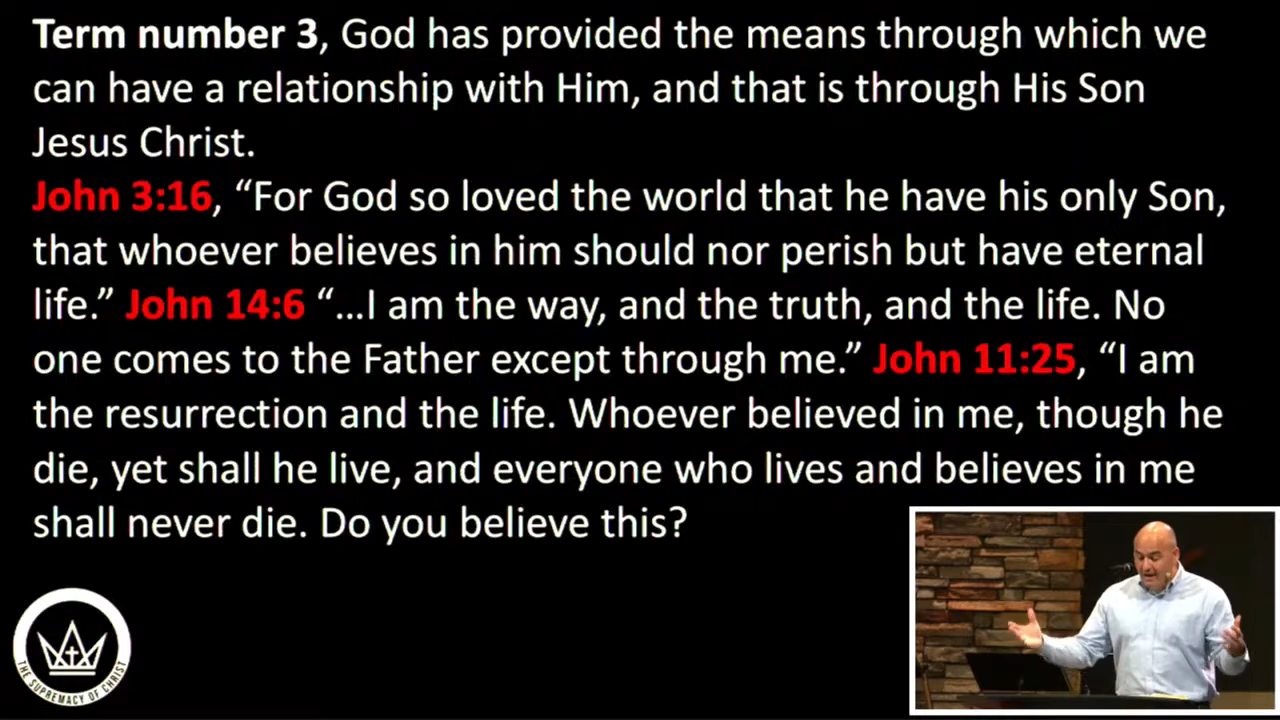 Term number 3, God has provided the means through which we
can have a relationship with Him, and that is through His Son
Jesus Christ.
John 3:16, “For God so loved the world that he have his only Son,
that whoever believes in him should nor perish but have eternal
life.” John 14:6 “...I am the way, and the truth, and the life. No
one comes to the Father except through me.” John 11:25, “I am
the resurrection and the life. Whoever believed in me, though he
die, yet shall he live, and everyone who lives and believes in me
shall never die. Do you believe this?
THE SUPREMACY OF CHRIST